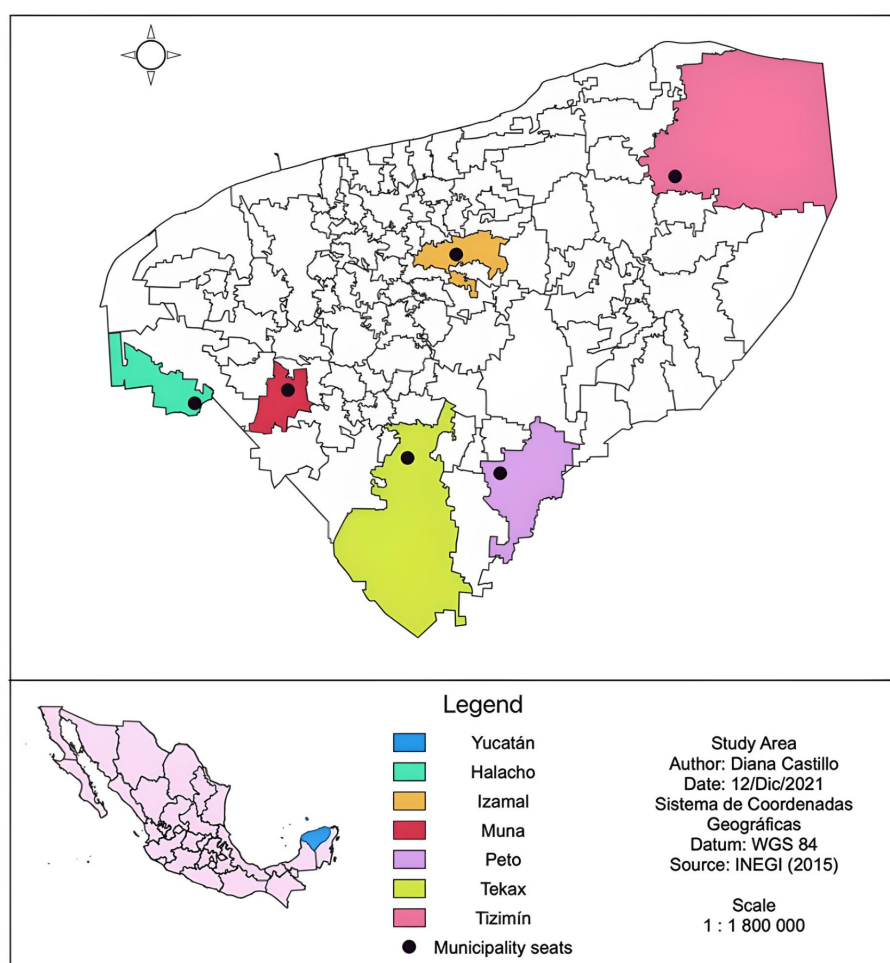 Legend
Yucatán
Halacho
Izamal
Muna
Peto
Tekax
Tizimín
Municipality seats
Study Area
Author: Diana Castillo
Date: 12/Dic/2021
Sistema de Coordenadas
Geográficas
Datum: WGS 84
Source: INEGI (2015)
Scale
1 : 1 800 000